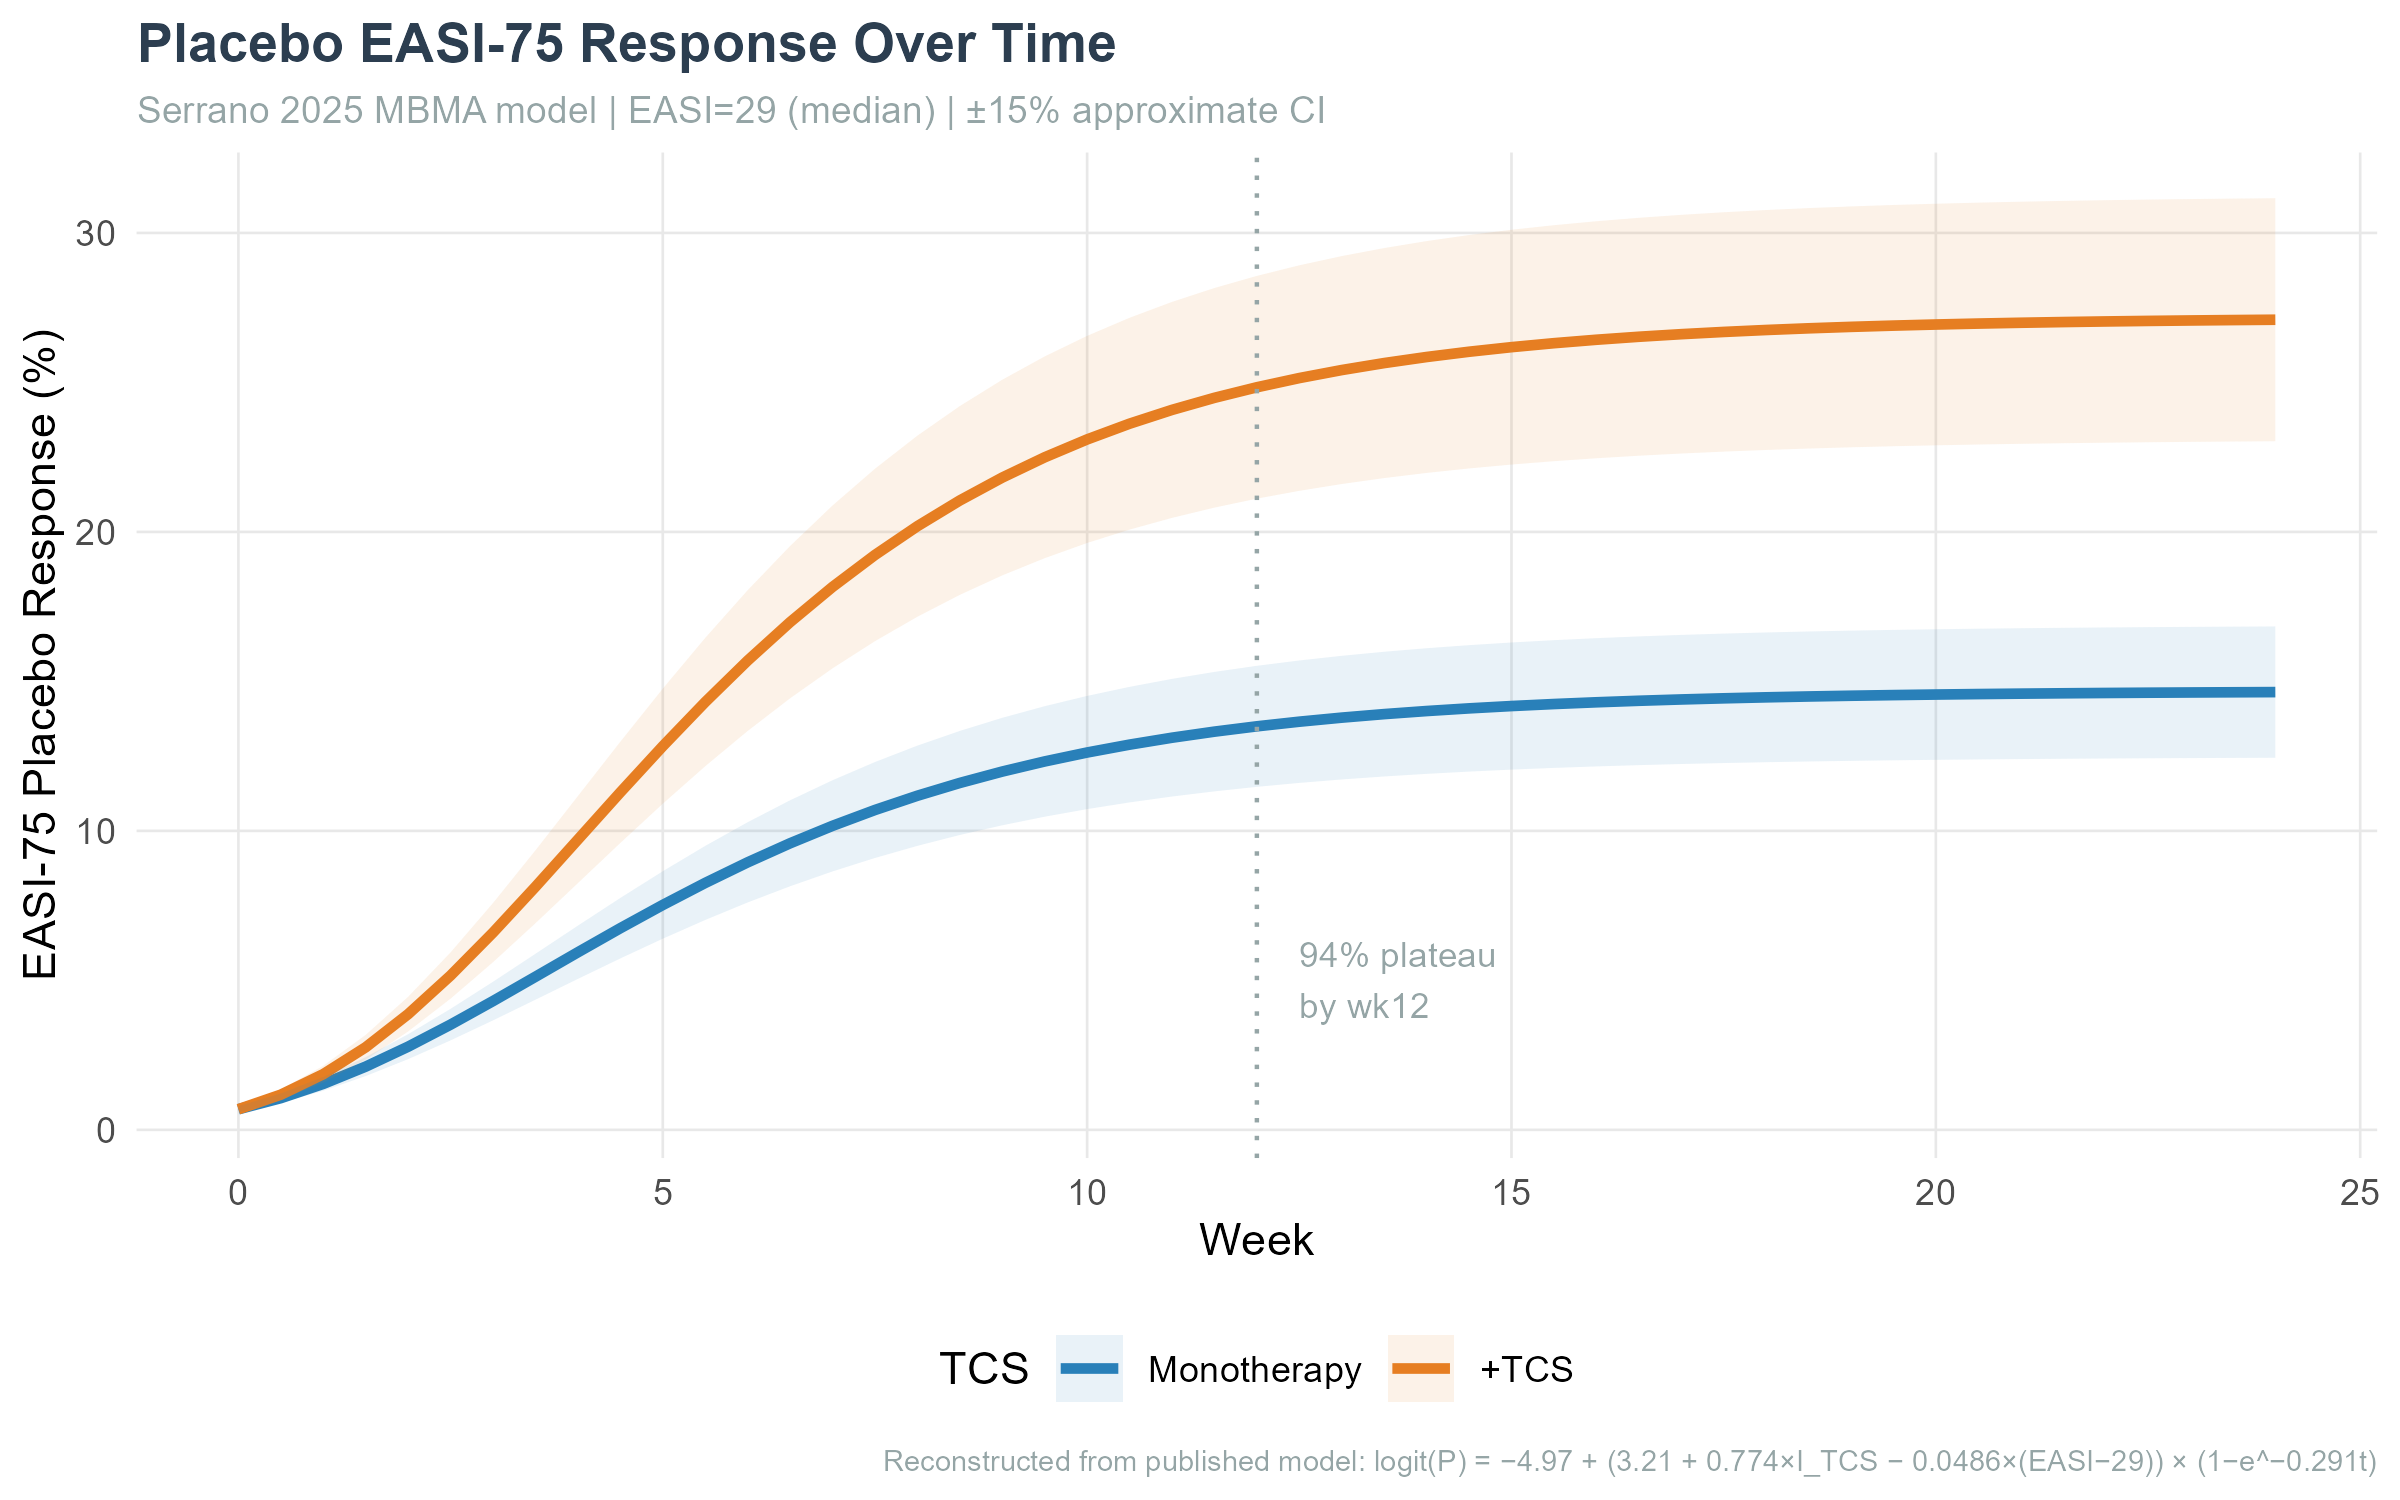 Placebo EASI-75 Response Over Time
Serrano 2025 MBMA model | EASI=29 (median) | ±15% approximate CI
EASI-75 Placebo Response (%)
30
20
10
0
94% plateau
by wk12
0 5 10 15 20 25
Week
TCS Monotherapy +TCS
Reconstructed from published model: logit(P) = −4.97 + (3.21 + 0.774×I_TCS − 0.0486×(EASI−29)) × (1−e^−0.291t)